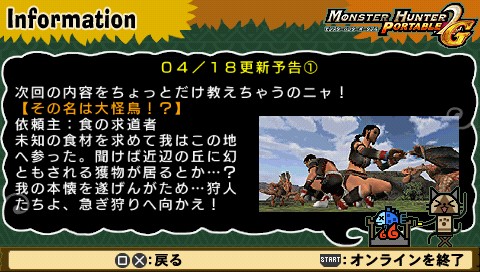 Information
MONSTER HUNTER
PORTABLE 2nd G
04/18更新予告①
次回の内容をちょっとだけ教えちゃうのニャ！
【その名は大怪鳥！？】
依頼主：食の求道者
未知の食材を求めて我はこの地
へ参った。聞けば近辺の丘に幻
ともされる獲物が居るとか…？
我の本懐を遂げんがため…狩人
たちよ、急ぎ狩りへ向かえ！
○×:戻る
START:オンラインを終了